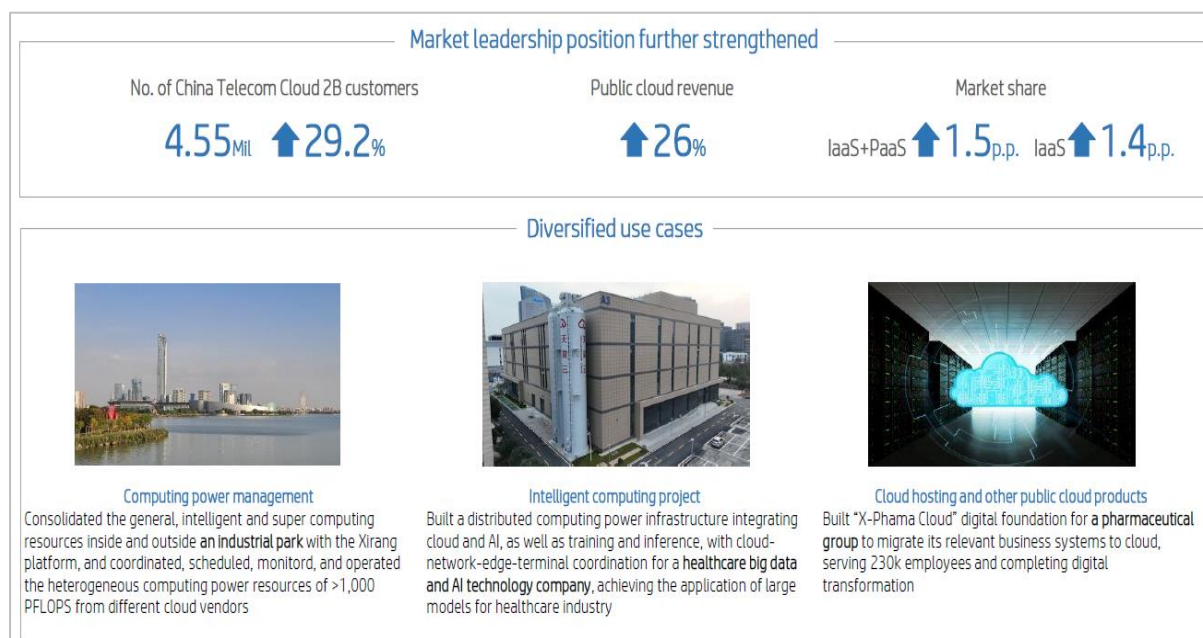 Market leadership position further strengthened
No. of China Telecom Cloud 2B customers
4.55Mil 29.2%
Public cloud revenue
26%
Market share
IaaS+PaaS 1.5p.p. IaaS 1.4p.p.
Diversified use cases
A3
天翼云
Computing power management
Consolidated the general, intelligent and super computing
resources inside and outside an industrial park with the Xirang
platform, and coordinated, scheduled, monitord, and operated
the heterogeneous computing power resources of >1,000
PFLOPS from different cloud vendors
Intelligent computing project
Built a distributed computing power infrastructure integrating
cloud and AI, as well as training and inference, with cloud-
network-edge-terminal coordination for a healthcare big data
and AI technology company, achieving the application of large
models for healthcare industry
Cloud hosting and other public cloud products
Built “X-Phama Cloud” digital foundation for a pharmaceutical
group to migrate its relevant business systems to cloud,
serving 230k employees and completing digital
transformation